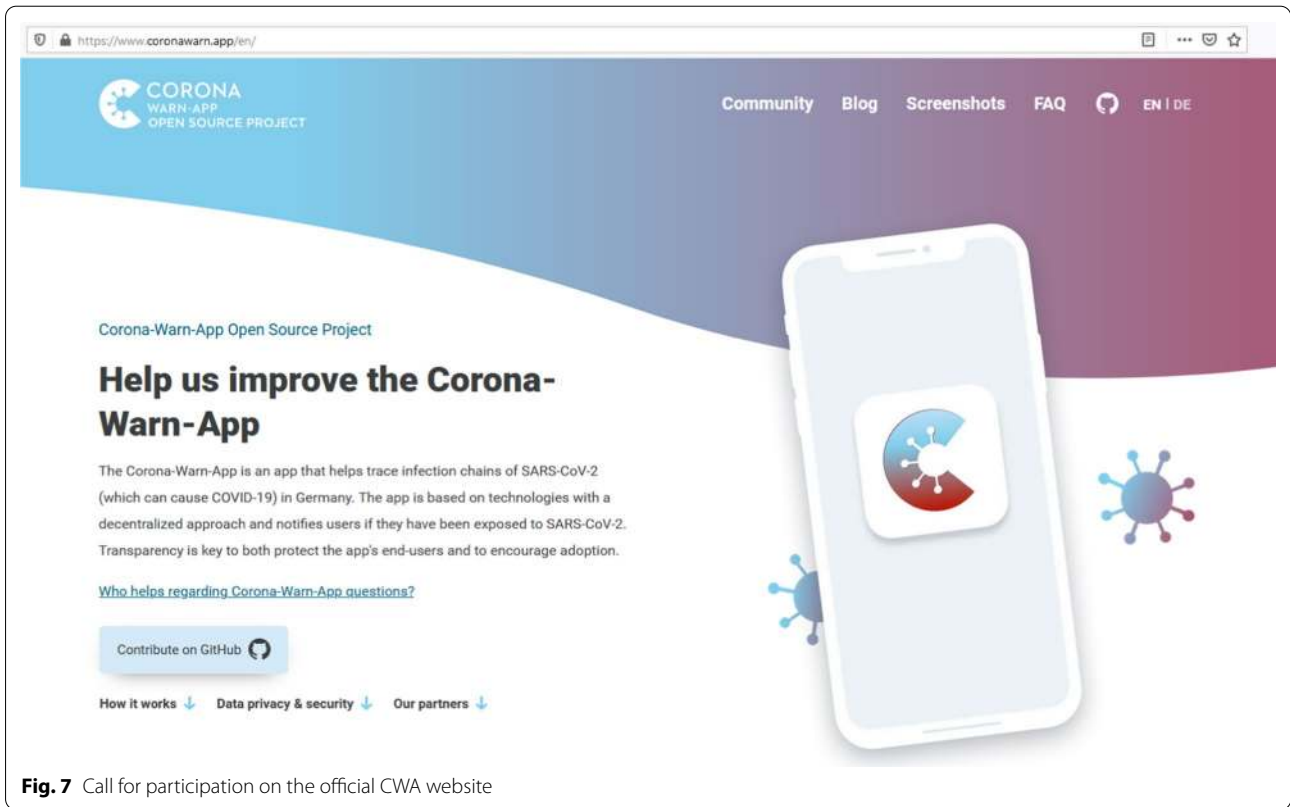 https://www.coronawarn.app/en/
CORONA
WARN-APP
OPEN SOURCE PROJECT
Community Blog Screenshots FAQ EN | DE
Corona-Warn-App Open Source Project
Help us improve the Corona-
Warn-App
The Corona-Warn-App is an app that helps trace infection chains of SARS-CoV-2
(which can cause COVID-19) in Germany. The app is based on technologies with a
decentralized approach and notifies users if they have been exposed to SARS-CoV-2.
Transparency is key to both protect the app's end-users and to encourage adoption.
Who helps regarding Corona-Warn-App questions?
Contribute on GitHub
How it works ↓ Data privacy & security ↓ Our partners ↓
Fig. 7 Call for participation on the official CWA website